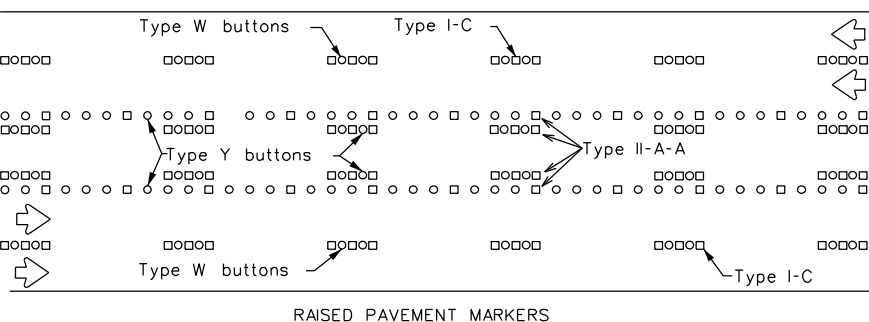 Type W buttons
Type I-C
Type Y buttons
Type II-A-A
Type W buttons
Type I-C
RAISED PAVEMENT MARKERS